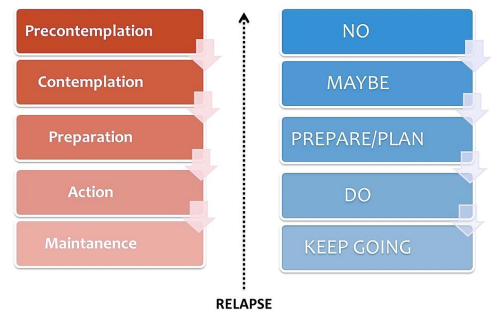 Precontemplation
Contemplation
Preparation
Action
Maintanence
NO
MAYBE
PREPARE/PLAN
DO
KEEP GOING
RELAPSE